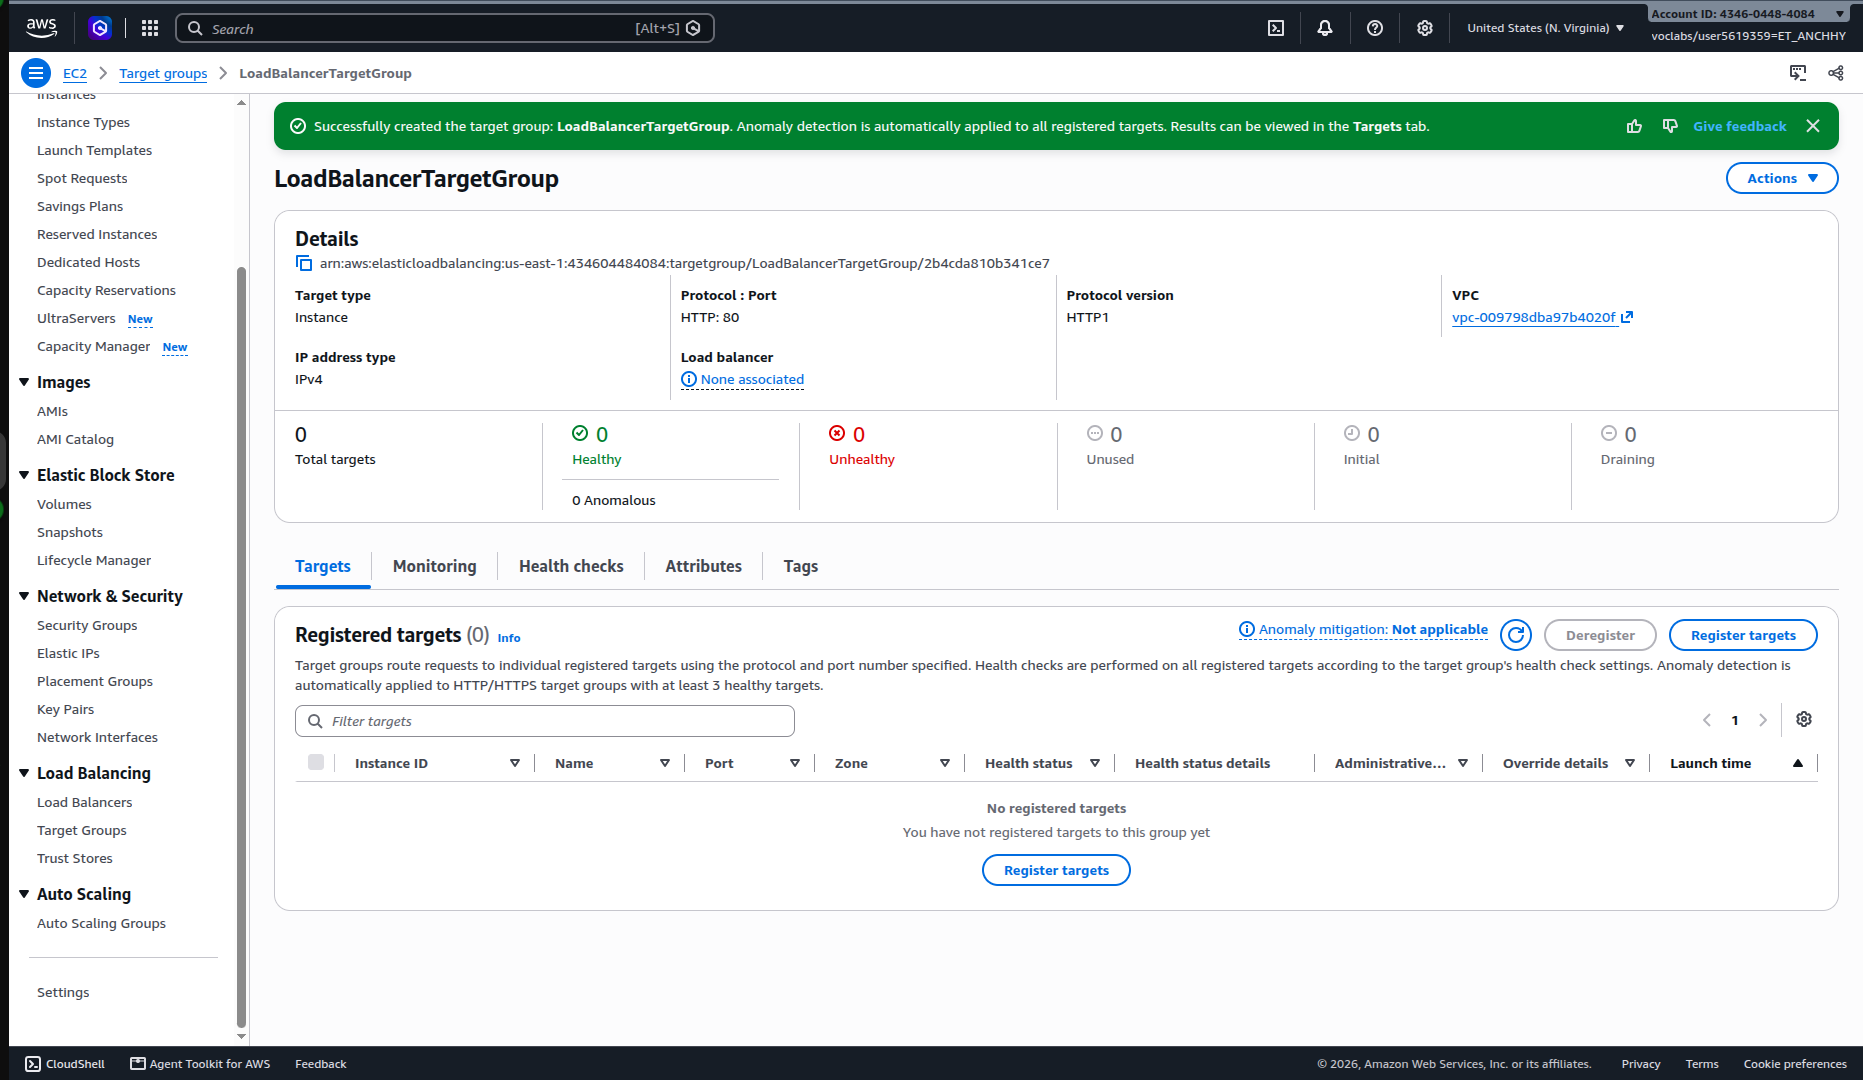 aws
Search
[Alt+S]
United States (N. Virginia)
Account ID: 4346-0448-4084
voclabs/user5619359=ET_ANCHHY
EC2
Target groups
LoadBalancerTargetGroup
Instances
Instance Types
Launch Templates
Spot Requests
Savings Plans
Reserved Instances
Dedicated Hosts
Capacity Reservations
UltraServers New
Capacity Manager New
Images
AMIs
AMI Catalog
Elastic Block Store
Volumes
Snapshots
Lifecycle Manager
Network & Security
Security Groups
Elastic IPs
Placement Groups
Key Pairs
Network Interfaces
Load Balancing
Load Balancers
Target Groups
Trust Stores
Auto Scaling
Auto Scaling Groups
Settings
Successfully created the target group: LoadBalancerTargetGroup. Anomaly detection is automatically applied to all registered targets. Results can be viewed in the Targets tab.
Give feedback
LoadBalancerTargetGroup
Actions
Details
arn:aws:elasticloadbalancing:us-east-1:434604484084:targetgroup/LoadBalancerTargetGroup/2b4cda810b341ce7
Target type
Instance
Protocol : Port
HTTP: 80
Protocol version
HTTP1
VPC
vpc-009798dba97b4020f
IP address type
IPv4
Load balancer
None associated
0
Total targets
0
Healthy
0 Anomalous
0
Unhealthy
0
Unused
0
Initial
0
Draining
Targets
Monitoring
Health checks
Attributes
Tags
Registered targets (0) Info
Anomaly mitigation: Not applicable
Deregister
Register targets
Target groups route requests to individual registered targets using the protocol and port number specified. Health checks are performed on all registered targets according to the target group's health check settings. Anomaly detection is
automatically applied to HTTP/HTTPS target groups with at least 3 healthy targets.
Filter targets
1
Instance ID
Name
Port
Zone
Health status
Health status details
Administrative...
Override details
Launch time
No registered targets
You have not registered targets to this group yet
Register targets
CloudShell
Agent Toolkit for AWS
Feedback
© 2026, Amazon Web Services, Inc. or its affiliates.
Privacy
Terms
Cookie preferences